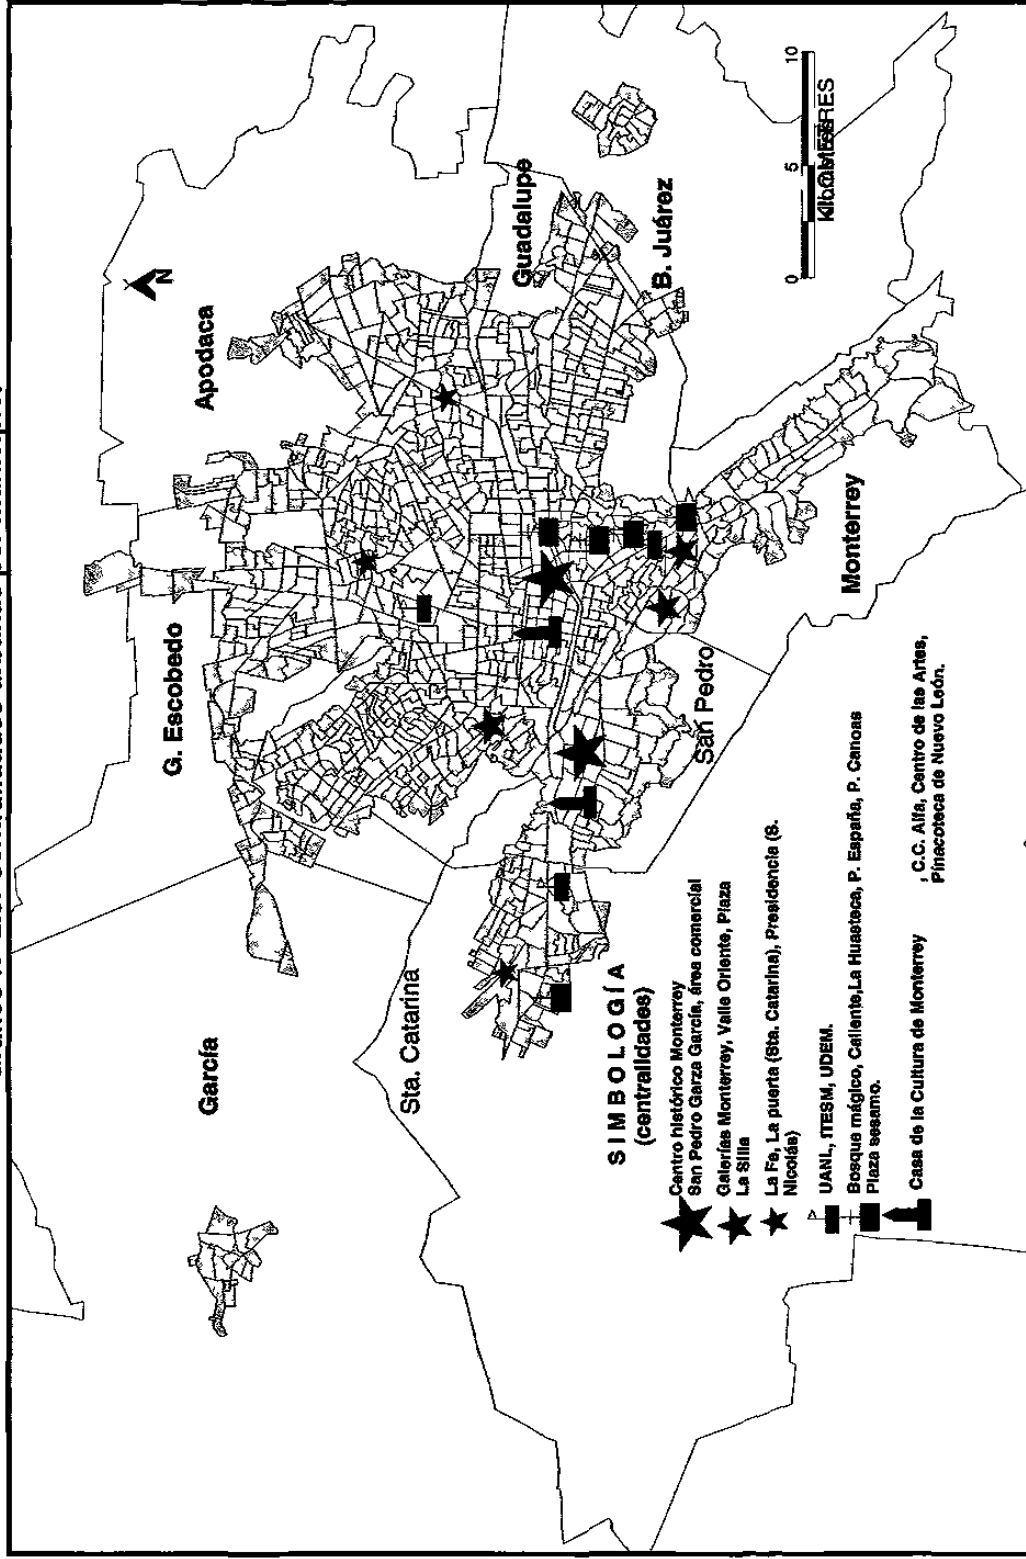 Apodaca
N
G. Escobedo
García
Guadalupe
B. Juárez
Sta. Catarina
San Pedro
Monterrey
0 5 10
SIMBOLOGÍA
(centralidades)
Centro histórico Monterrey
San Pedro Garza García, área comercial
Galerías Monterrey, Valle Oriente, Plaza
La Silla
La Fe, La puerta (Sta. Catarina), Presidencia (S.
Nicolás)
UANL, ITESM, UDEM.
Bosque mágico, Caliente,La Huasteca, P. España, P. Canoas
Plaza sesamo.
Casa de la Cultura de Monterrey , C.C. Alfa, Centro de las Artes,
Pinacoteca de Nuevo León.